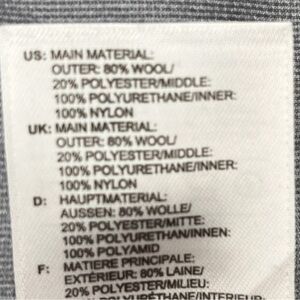 US: MAIN MATERIAL:
OUTER: 80% WOOL/
20% POLYESTER/MIDDLE:
100% POLYURETHANE/INNER:
100% NYLON
UK: MAIN MATERIAL:
OUTER: 80% WOOL/
20% POLYESTER/MIDDLE:
100% POLYURETHANE/INNER:
100% NYLON
D: HAUPTMATERIAL:
AUSSEN: 80% WOLLE/
20% POLYESTER/MITTE:
100% POLYURETHAN/INNEN:
100% POLYAMID
F: MATIERE PRINCIPALE:
EXTÉRIEUR: 80% LAINE/
20% POLYESTER/MILIEU:
POLYURÉTHANE/INTÉRIEUR: